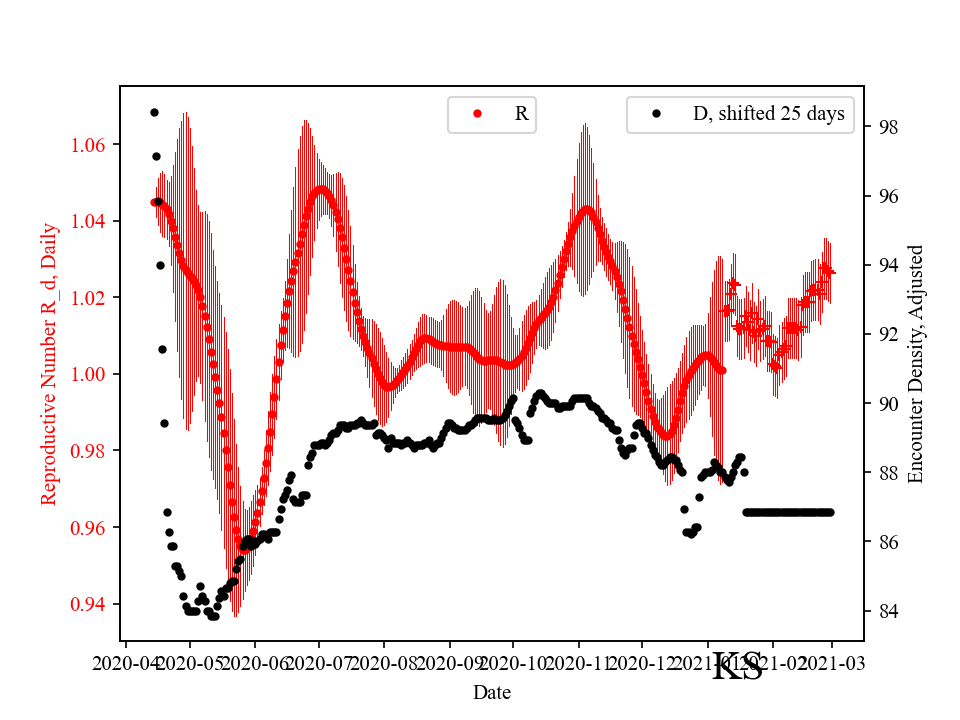 R
D, shifted 25 days
1.06
1.04
1.02
1.00
0.98
0.96
0.94
Reproductive Number R_d, Daily
98
96
94
92
90
88
86
84
Encounter Density, Adjusted
2020-04 2020-05 2020-06 2020-07 2020-08 2020-09 2020-10 2020-11 2020-12 2021-01 2021-02 2021-03
KS
Date